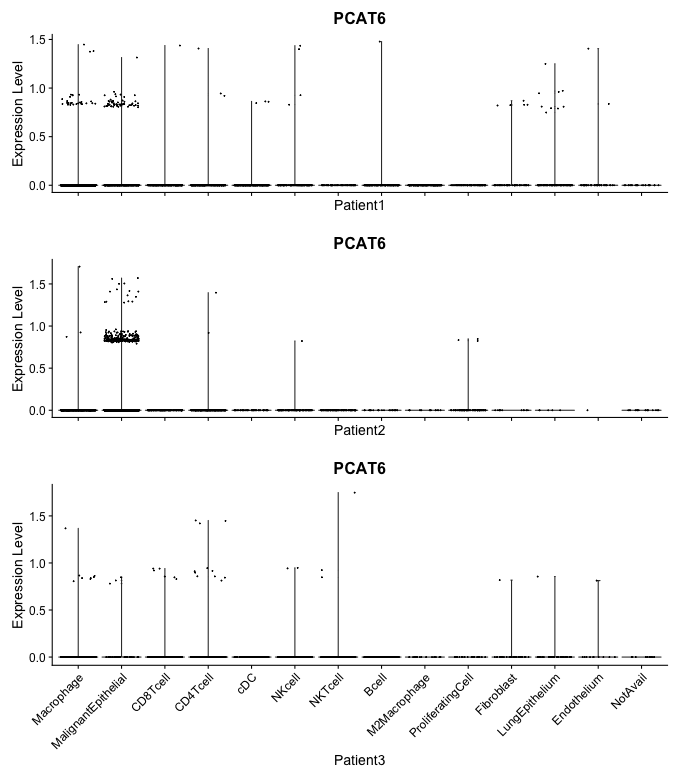 PCAT6
Expression Level
1.5
1.0
0.5
0.0
Patient1
PCAT6
Expression Level
1.5
1.0
0.5
0.0
Patient2
PCAT6
Expression Level
1.5
1.0
0.5
0.0
Macrophage
MalignantEpithelial
CD8Tcell
CD4Tcell
cDC
NKcell
NKTcell
Bcell
M2Macrophage
ProliferatingCell
Fibroblast
LungEpithelium
Endothelium
NotAvail
Patient3